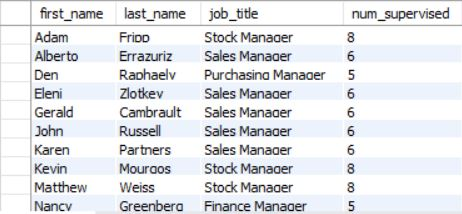 first_name last_name job_title num_supervised
Adam Fripp Stock Manager 8
Alberto Errazuriz Sales Manager 6
Den Raphaely Purchasing Manager 5
Eleni Zlotkey Sales Manager 6
Gerald Cambrault Sales Manager 6
John Russell Sales Manager 6
Karen Partners Sales Manager 6
Kevin Mourgos Stock Manager 8
Matthew Weiss Stock Manager 8
Nancy Greenberg Finance Manager 5